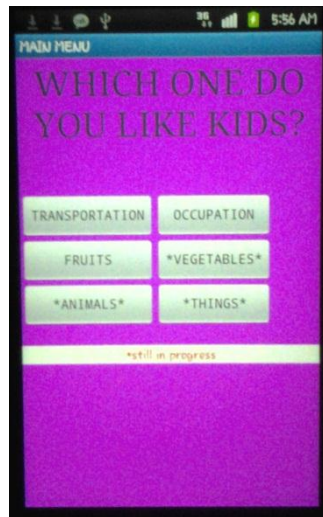 3G
5:56 AM
MAIN MENU
WHICH ONE DO
YOU LIKE KIDS?
TRANSPORTATION OCCUPATION
FRUITS *VEGETABLES*
*ANIMALS* *THINGS*
*still in progress